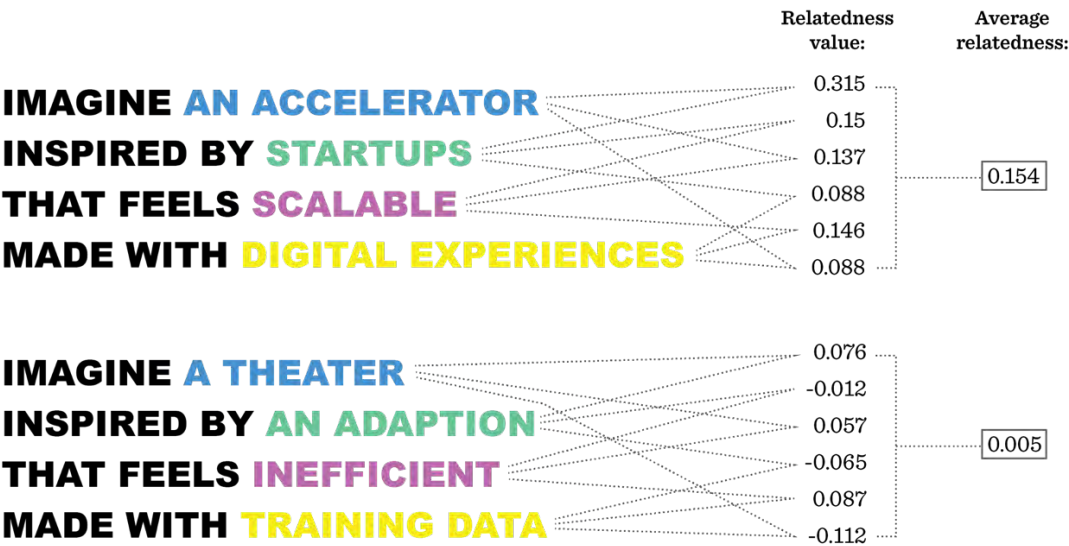 Relatedness value:
Average relatedness:
IMAGINE AN ACCELERATOR
INSPIRED BY STARTUPS
THAT FEELS SCALABLE
MADE WITH DIGITAL EXPERIENCES
0.315
0.15
0.137
0.088
0.146
0.088
0.154
IMAGINE A THEATER
INSPIRED BY AN ADAPTION
THAT FEELS INEFFICIENT
MADE WITH TRAINING DATA
0.076
-0.012
0.057
-0.065
0.087
-0.112
0.005